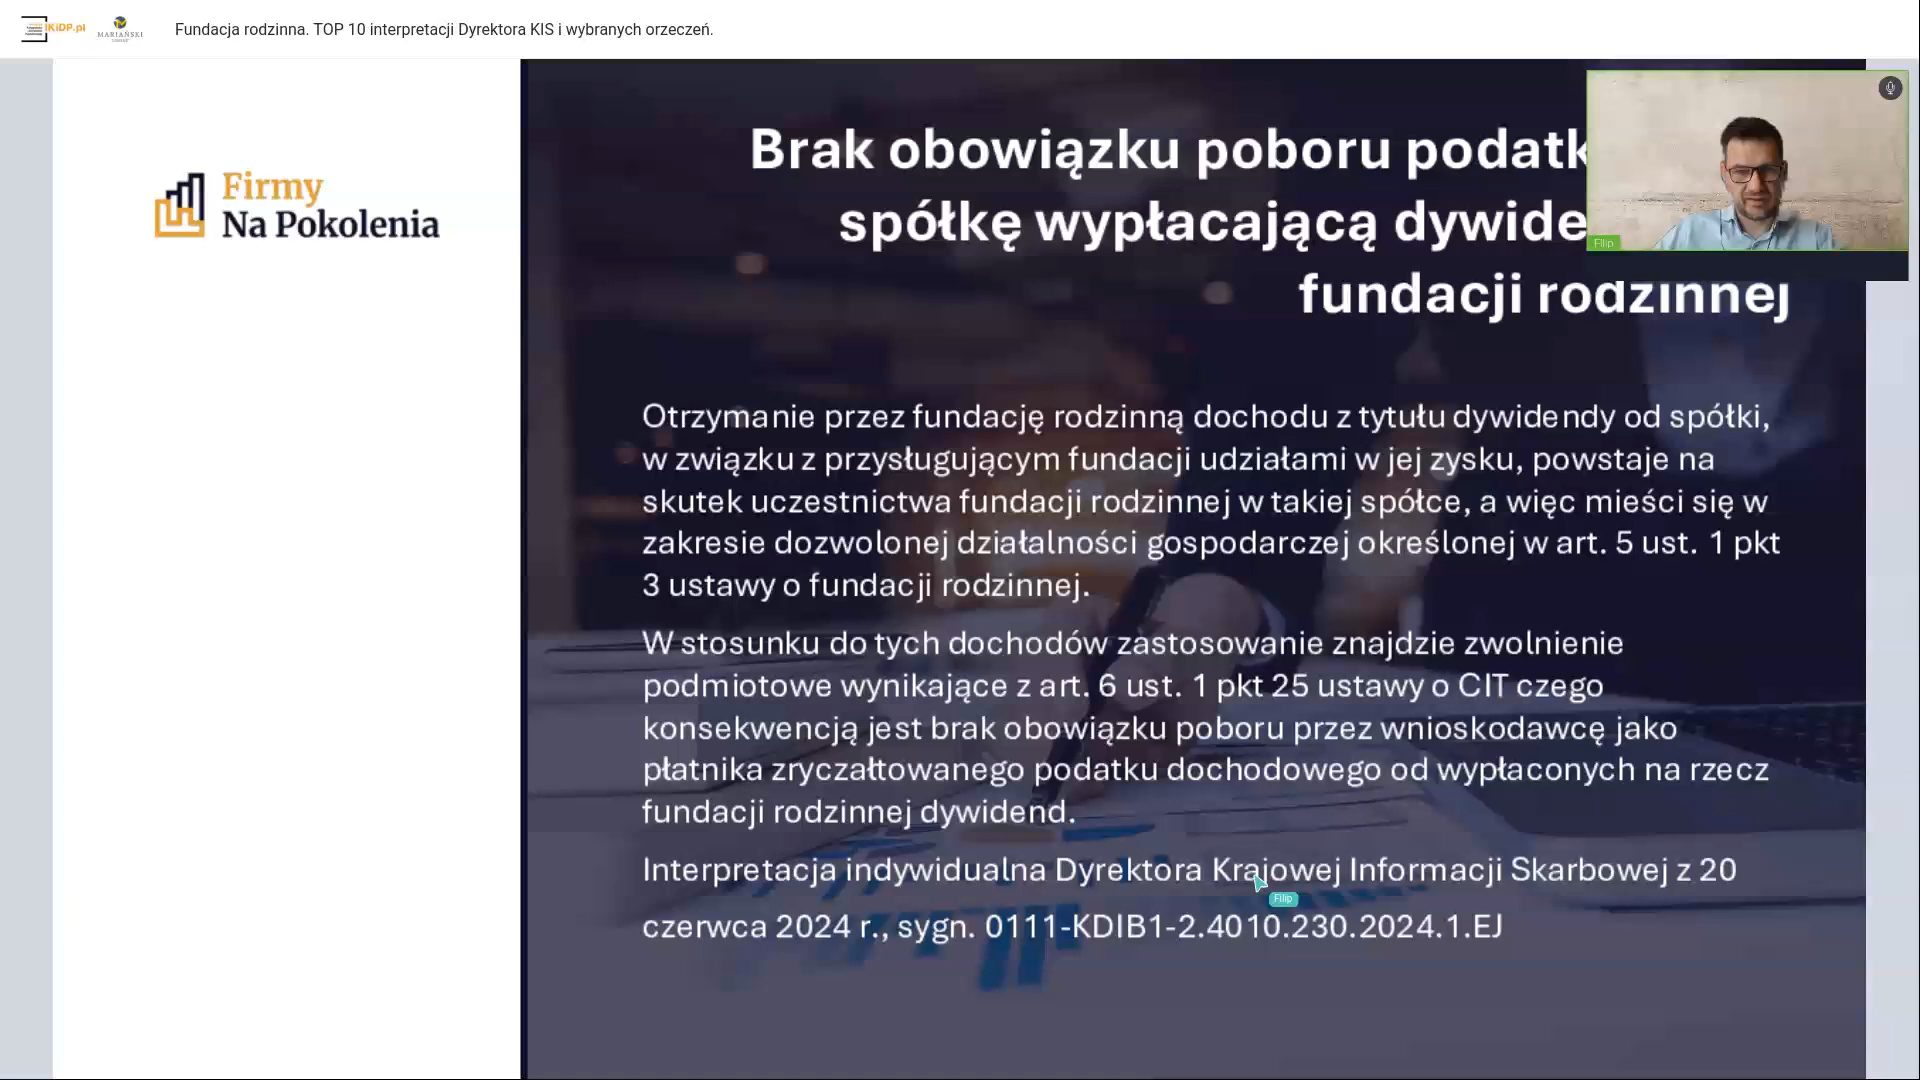 iKiDP.pl
MARIAŃSKI
Fundacja rodzinna. TOP 10 interpretacji Dyrektora KIS i wybranych orzeczeń.
Firmy
Na Pokolenia
Brak obowiązku poboru
spółkę wypłacającą
fundacji rodzinnej
Filip
Otrzymanie przez fundację rodzinną dochodu z tytułu dywidendy od spółki,
w związku z przysługującym fundacji udziałami w jej zysku, powstaje na
skutek uczestnictwa fundacji rodzinnej w takiej spółce, a więc mieści się w
zakresie dozwolonej działalności gospodarczej określonej w art. 5 ust. 1 pkt
3 ustawy o fundacji rodzinnej.
W stosunku do tych dochodów zastosowanie znajdzie zwolnienie
podmiotowe wynikające z art. 6 ust. 1 pkt 25 ustawy o CIT czego
konsekwencją jest brak obowiązku poboru przez wnioskodawcę jako
płatnika zryczałtowanego podatku dochodowego od wypłaconych na rzecz
fundacji rodzinnej dywidend.
Interpretacja indywidualna Dyrektora Krajowej Informacji Skarbowej z 20
Filip
czerwca 2024 r., sygn. 0111-KDIB1-2.4010.230.2024.1.EJ